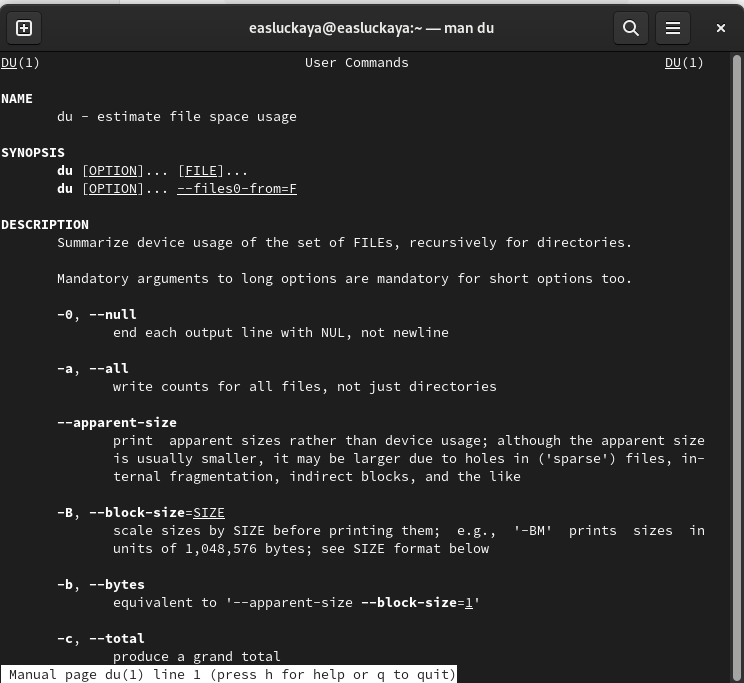 easluckaya@easluckaya:~ — man du
DU(1) User Commands DU(1)
NAME
du - estimate file space usage
SYNOPSIS
du [OPTION]... [FILE]...
du [OPTION]... --files0-from=F
DESCRIPTION
Summarize device usage of the set of FILEs, recursively for directories.
Mandatory arguments to long options are mandatory for short options too.
-0, --null
end each output line with NUL, not newline
-a, --all
write counts for all files, not just directories
--apparent-size
print apparent sizes rather than device usage; although the apparent size
is usually smaller, it may be larger due to holes in ('sparse') files, in-
ternal fragmentation, indirect blocks, and the like
-B, --block-size=SIZE
scale sizes by SIZE before printing them; e.g., '-BM' prints sizes in
units of 1,048,576 bytes; see SIZE format below
-b, --bytes
equivalent to '--apparent-size --block-size=1'
-c, --total
produce a grand total
Manual page du(1) line 1 (press h for help or q to quit)